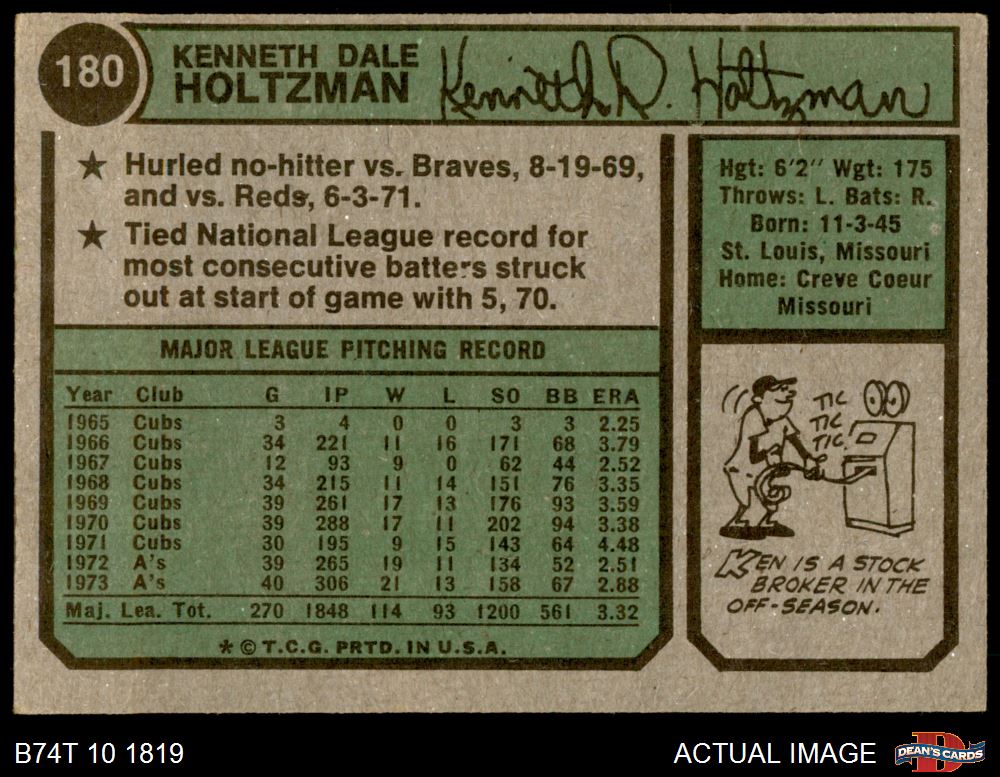 180
KENNETH DALE
HOLTZMAN
Kenneth D. Holtzman
★ Hurled no-hitter vs. Braves, 8-19-69,
and vs. Reds, 6-3-71.
★ Tied National League record for
most consecutive batters struck
out at start of game with 5, 70.
MAJOR LEAGUE PITCHING RECORD
Year Club G IP W L SO BB ERA
1965 Cubs 3 4 0 0 3 3 2.25
1966 Cubs 34 221 11 16 171 68 3.79
1967 Cubs 12 93 9 0 62 44 2.52
1968 Cubs 34 215 11 14 151 76 3.35
1969 Cubs 39 261 17 13 176 93 3.59
1970 Cubs 39 288 17 11 202 94 3.38
1971 Cubs 30 195 9 15 143 64 4.48
1972 A's 39 265 19 11 134 52 2.51
1973 A's 40 306 21 13 158 67 2.88
Maj. Lea. Tot. 270 1848 114 93 1200 561 3.32
* © T.C.G. PRTD. IN U.S.A.
Hgt: 6'2" Wgt: 175
Throws: L. Bats: R.
Born: 11-3-45
St. Louis, Missouri
Home: Creve Coeur
Missouri
TIC
TIC
TIC
KEN IS A STOCK
BROKER IN THE
OFF-SEASON.
B74T 10 1819
ACTUAL IMAGE
D
DEAN'S CARDS